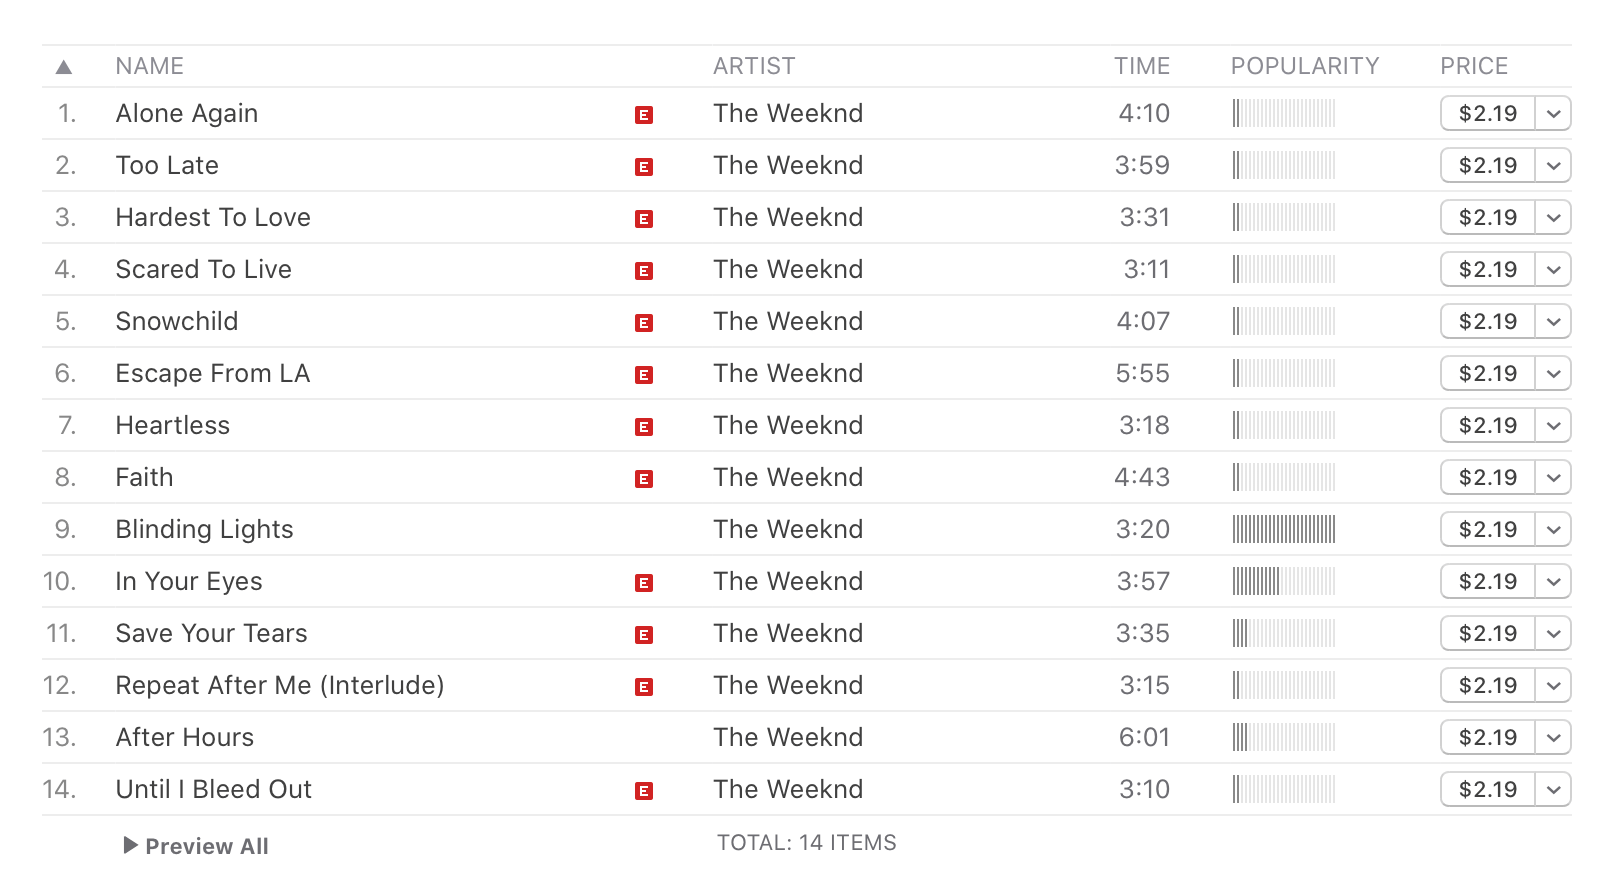 ▲ NAME ARTIST TIME POPULARITY PRICE
1. Alone Again E The Weeknd 4:10 $2.19
2. Too Late E The Weeknd 3:59 $2.19
3. Hardest To Love E The Weeknd 3:31 $2.19
4. Scared To Live E The Weeknd 3:11 $2.19
5. Snowchild E The Weeknd 4:07 $2.19
6. Escape From LA E The Weeknd 5:55 $2.19
7. Heartless E The Weeknd 3:18 $2.19
8. Faith E The Weeknd 4:43 $2.19
9. Blinding Lights The Weeknd 3:20 $2.19
10. In Your Eyes E The Weeknd 3:57 $2.19
11. Save Your Tears E The Weeknd 3:35 $2.19
12. Repeat After Me (Interlude) E The Weeknd 3:15 $2.19
13. After Hours The Weeknd 6:01 $2.19
14. Until I Bleed Out E The Weeknd 3:10 $2.19
▶ Preview All TOTAL: 14 ITEMS